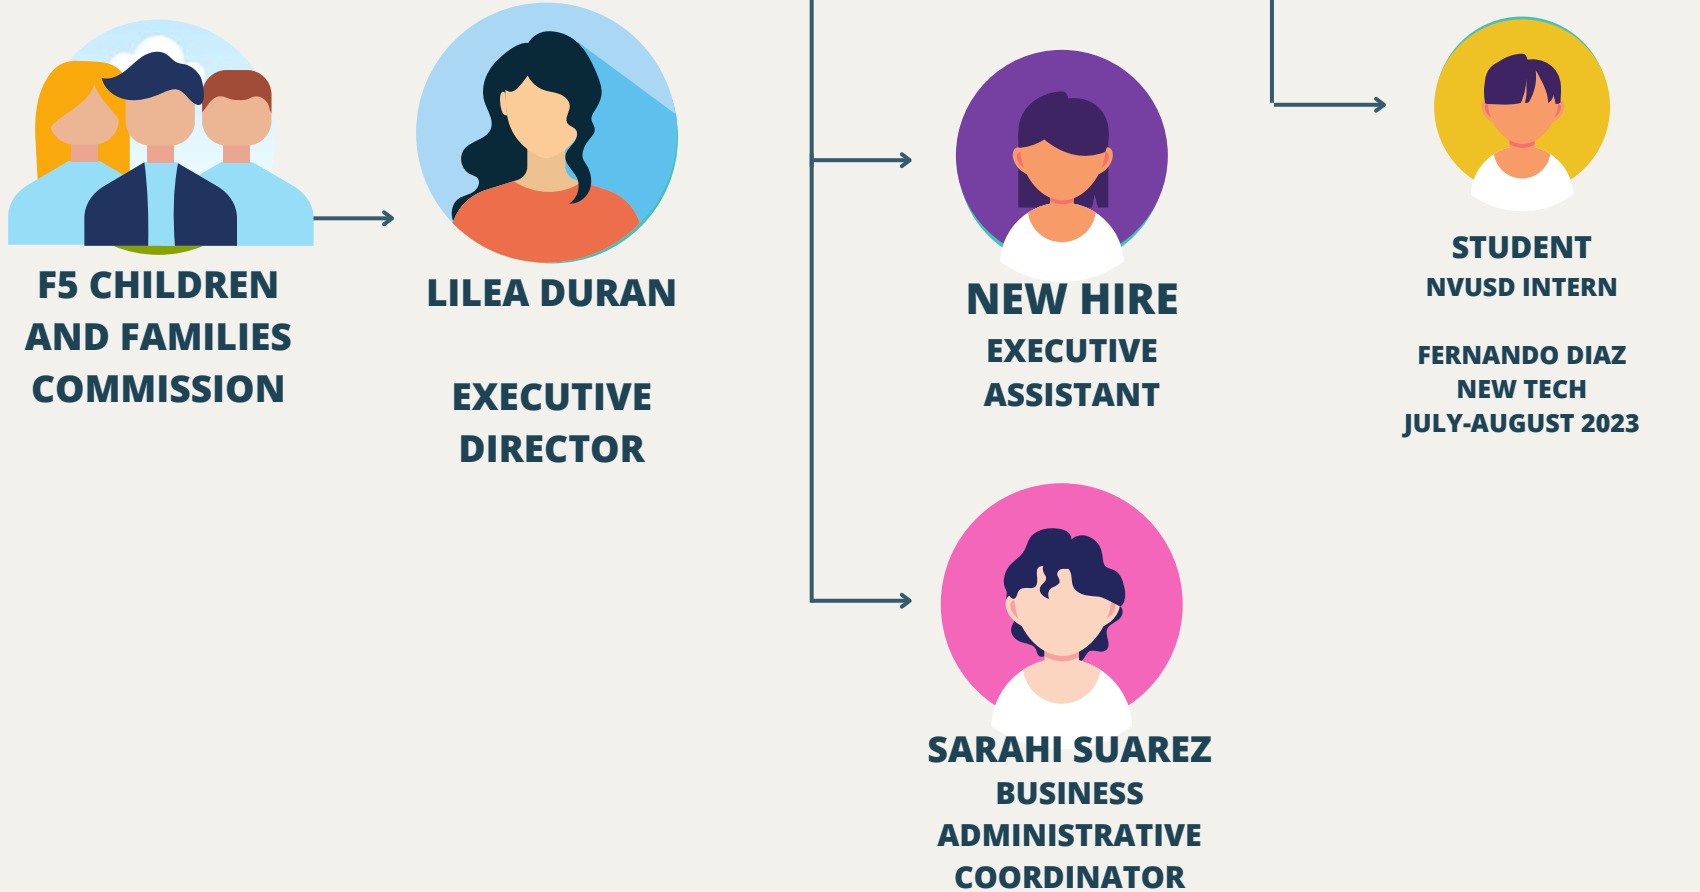 F5 CHILDREN
AND FAMILIES
COMMISSION
LILEA DURAN
EXECUTIVE
DIRECTOR
NEW HIRE
EXECUTIVE
ASSISTANT
STUDENT
NVUSD INTERN
FERNANDO DIAZ
NEW TECH
JULY-AUGUST 2023
SARAHI SUAREZ
BUSINESS
ADMINISTRATIVE
COORDINATOR